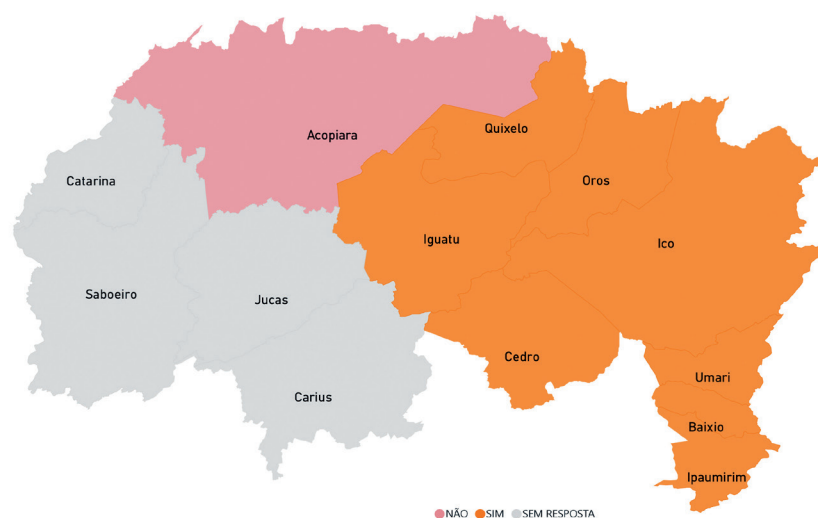 Quixelo
Acopiara
Catarina
Oros
Iguatu
Ico
Saboeiro
Jucas
Cedro
Umari
Carius
Baixio
Ipaumirim
NÃO SIM SEM RESPOSTA